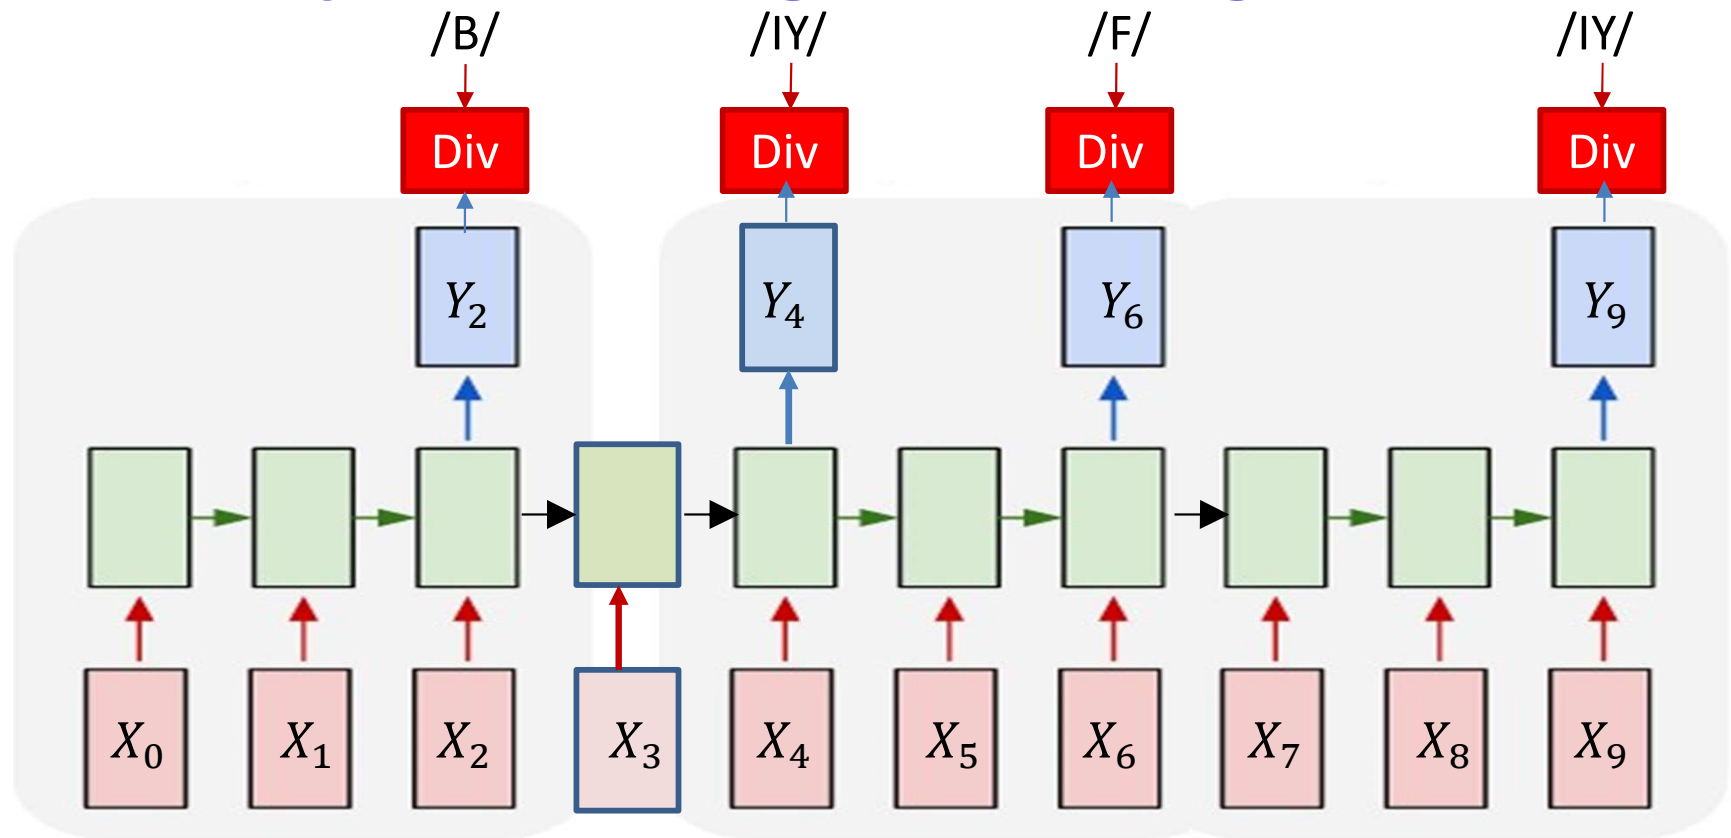 /B/ /IY/ /F/ /IY/
Div Div Div Div
Y₂ Y₄ Y₆ Y₉
X₀ X₁ X₂ X₃ X₄ X₅ X₆ X₇ X₈ X₉